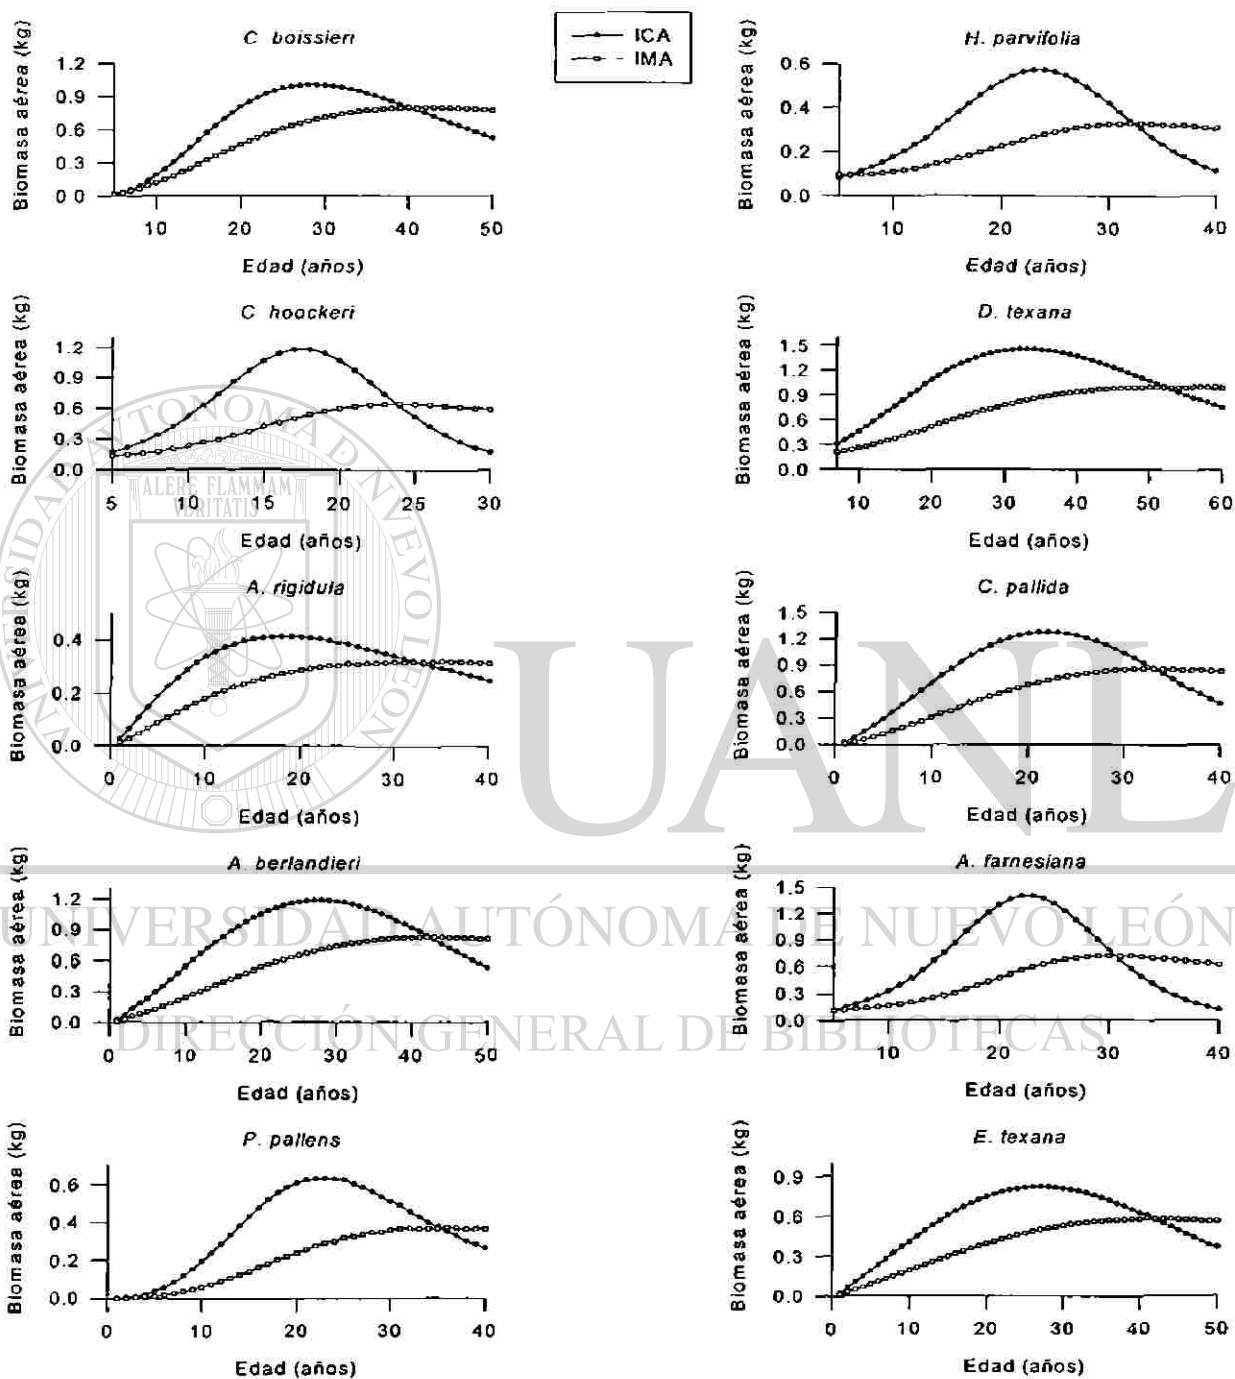 ICA
IMA
C. boissieri
Biomasa aérea (kg)
1.2
0.9
0.6
0.3
0.0
10 20 30 40 50
Edad (años)
H. parvifolia
Biomasa aérea (kg)
0.6
0.4
0.2
0.0
10 20 30 40
Edad (años)
C hoockeri
Biomasa aérea (kg)
1.2
0.9
0.6
0.3
0.0
5 10 15 20 25 30
Edad (años)
D. texana
Biomasa aérea (kg)
1.5
1.2
0.9
0.6
0.3
0.0
10 20 30 40 50 60
Edad (años)
A. rigidula
Biomasa aérea (kg)
0.4
0.2
0.0
0 10 20 30 40
Edad (años)
C. pallida
Biomasa aérea (kg)
1.5
1.2
0.9
0.6
0.3
0.0
0 10 20 30 40
Edad (años)
A. berlandieri
Biomasa aérea (kg)
1.2
0.9
0.6
0.3
0.0
0 10 20 30 40 50
Edad (años)
A. farnesiana
Biomasa aérea (kg)
1.5
1.2
0.9
0.6
0.3
0.0
10 20 30 40
Edad (años)
P. pallens
Biomasa aérea (kg)
0.6
0.4
0.2
0.0
0 10 20 30 40
Edad (años)
E. texana
Biomasa aérea (kg)
0.9
0.6
0.3
0.0
0 10 20 30 40 50
Edad (años)
UNIVERSIDAD AUTONOMA DE NUEVO LEON
ALERE FLAMMAM
VERITATIS
UANL
UNIVERSIDAD AUTÓNOMA DE NUEVO LEÓN
DIRECCIÓN GENERAL DE BIBLIOTECAS